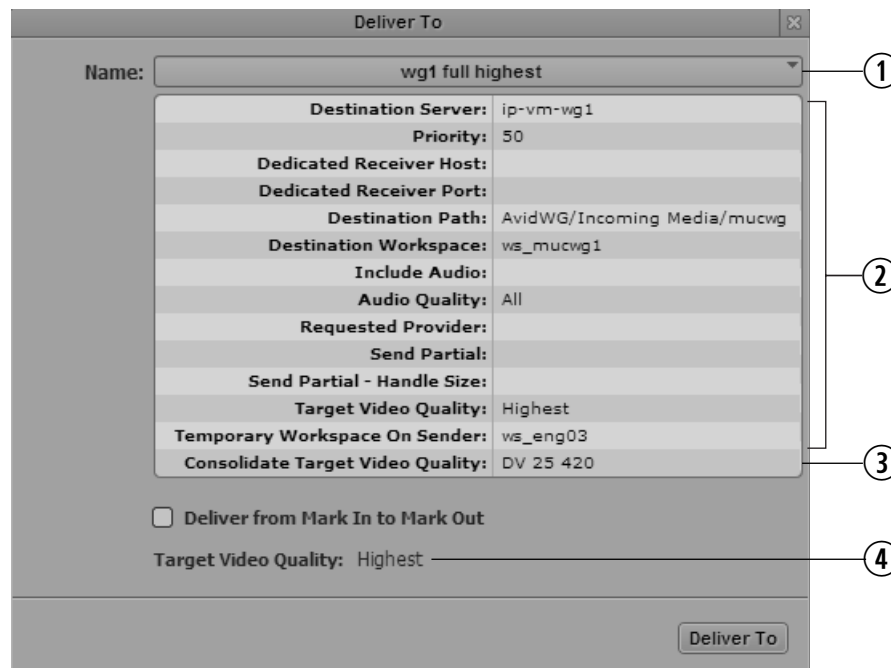 Deliver To
Name: wg1 full highest 1
Destination Server: ip-vm-wg1
Priority: 50
Dedicated Receiver Host:
Dedicated Receiver Port:
Destination Path: AvidWG/Incoming Media/mucwg
Destination Workspace: ws_mucwg1
Include Audio: 2
Audio Quality: All
Requested Provider:
Send Partial:
Send Partial - Handle Size:
Target Video Quality: Highest
Temporary Workspace On Sender: ws_eng03
Consolidate Target Video Quality: DV 25 420 3
Deliver from Mark In to Mark Out
Target Video Quality: Highest 4
Deliver To